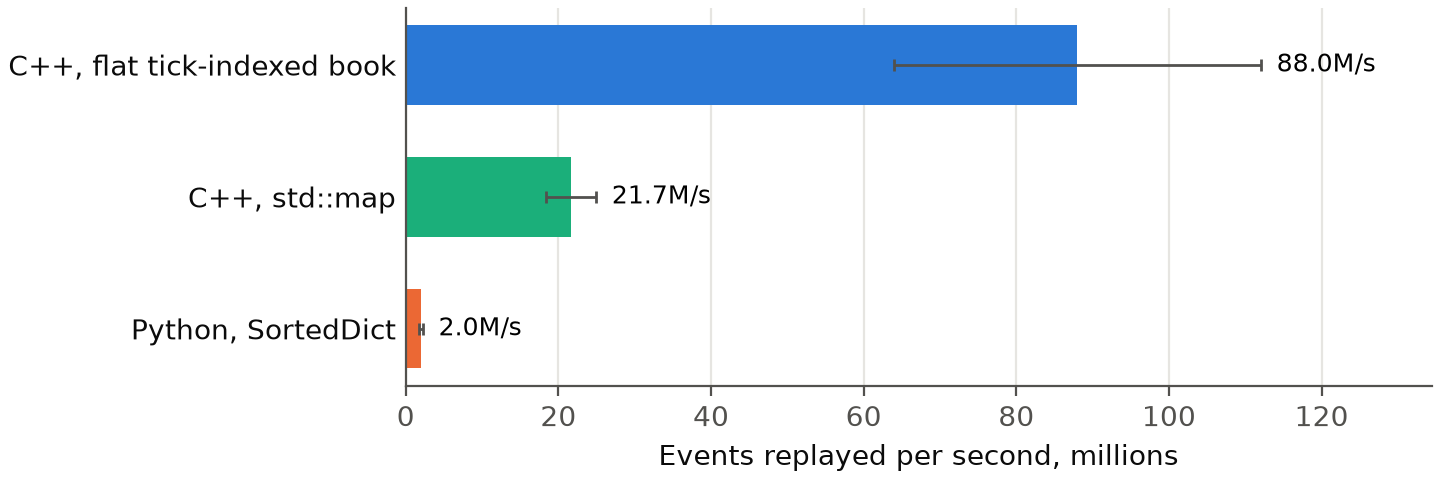 C++, flat tick-indexed book
88.0M/s
C++, std::map
21.7M/s
Python, SortedDict
2.0M/s
0 20 40 60 80 100 120
Events replayed per second, millions